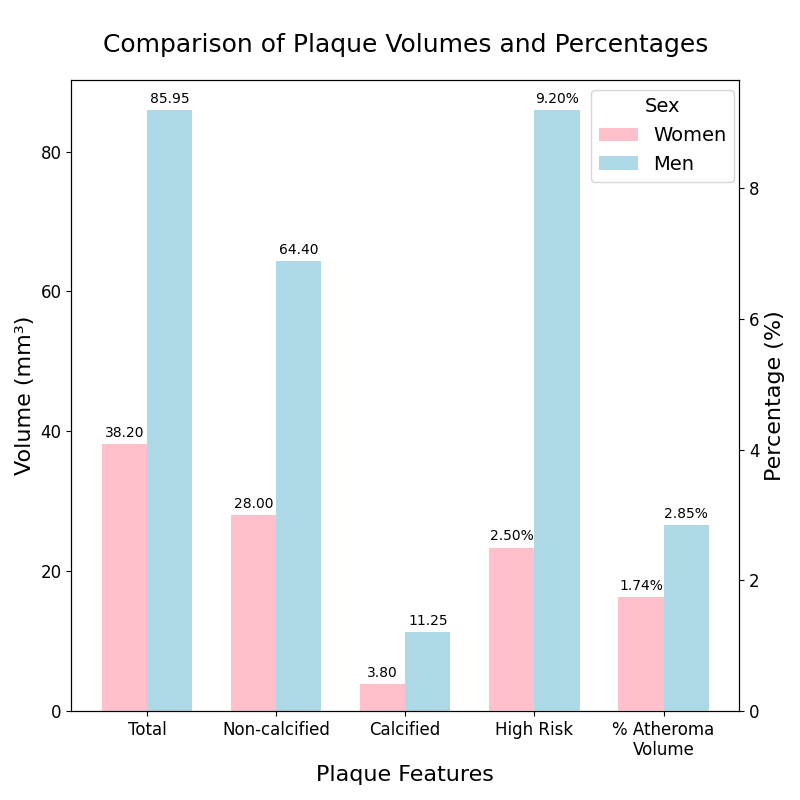 Comparison of Plaque Volumes and Percentages
85.95
9.20%
Sex
Women
Men
80
8
64.40
60
6
Volume (mm³)
Percentage (%)
38.20
40
4
28.00
2.50%
2.85%
20
1.74%
2
11.25
3.80
0
0
Total
Non-calcified
Calcified
High Risk
% Atheroma
Volume
Plaque Features